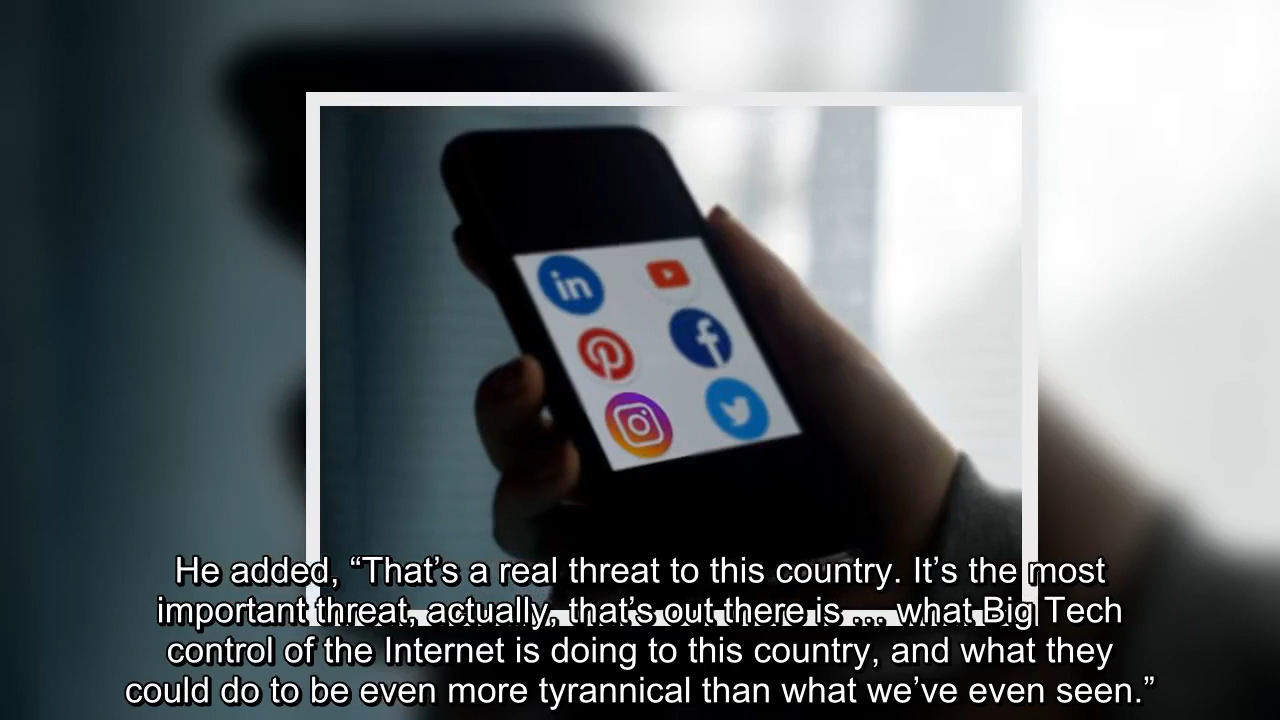 in
He added, “That’s a real threat to this country. It’s the most
important threat, actually, that’s out there is … what Big Tech
control of the Internet is doing to this country, and what they
could do to be even more tyrannical than what we’ve even seen.”